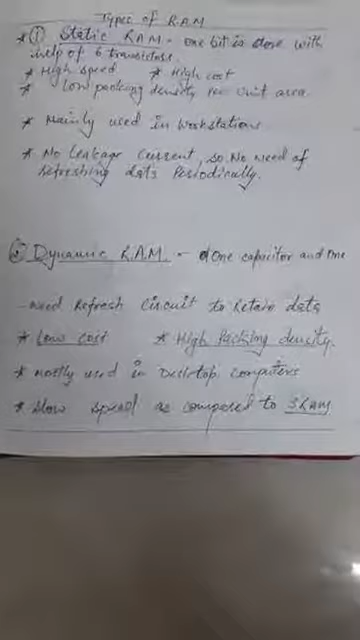 Types of RAM
* ① Static RAM - one bit is store with
help of 6 transistors.
* High speed * High cost
* Low packing density per unit area.
* Mainly used in Workstations.
* No Leakage Current, so No Need of
Refreshing data Periodically.
② Dynamic RAM - One capacitor and one
- Need Refresh Circuit to Retain data
* Low cost * High Packing density.
* Mostly used in Desktop computers
* Slow speed as compared to SRAM